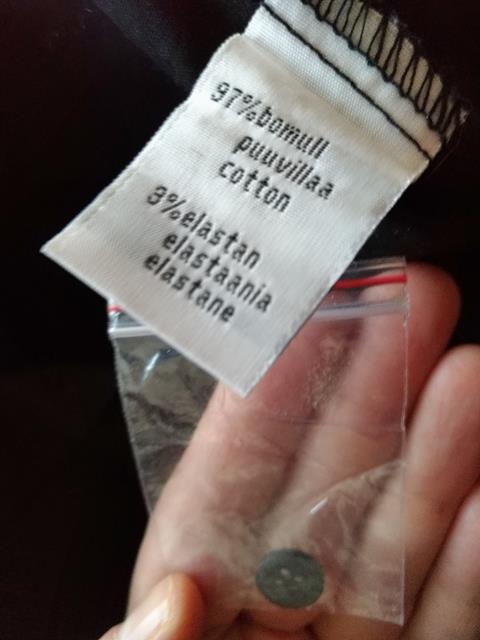 97%bomull
puuvillaa
cotton
3%elastan
elastaania
elastane